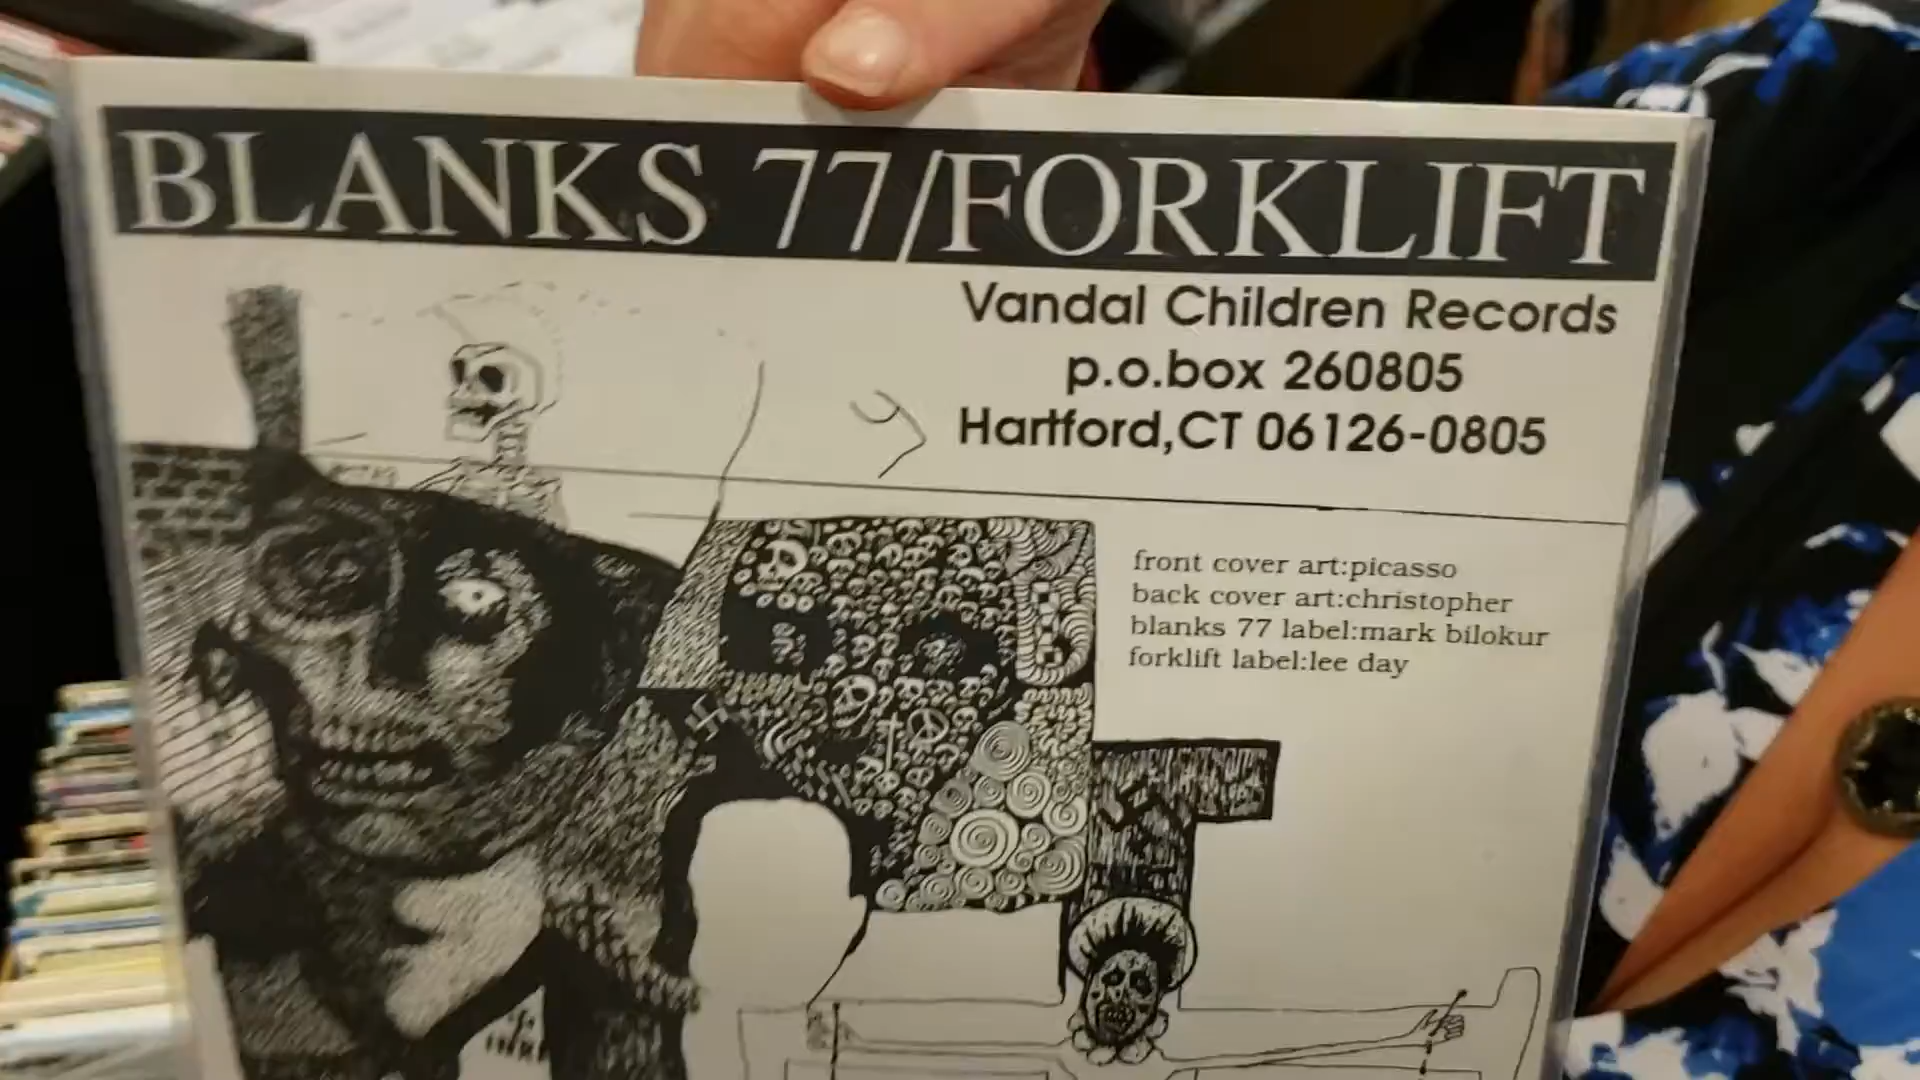 BLANKS 77/FORKLIFT
Vandal Children Records
p.o.box 260805
Hartford,CT 06126-0805
front cover art:picasso
back cover art:christopher
blanks 77 label:mark bilokur
forklift label:lee day